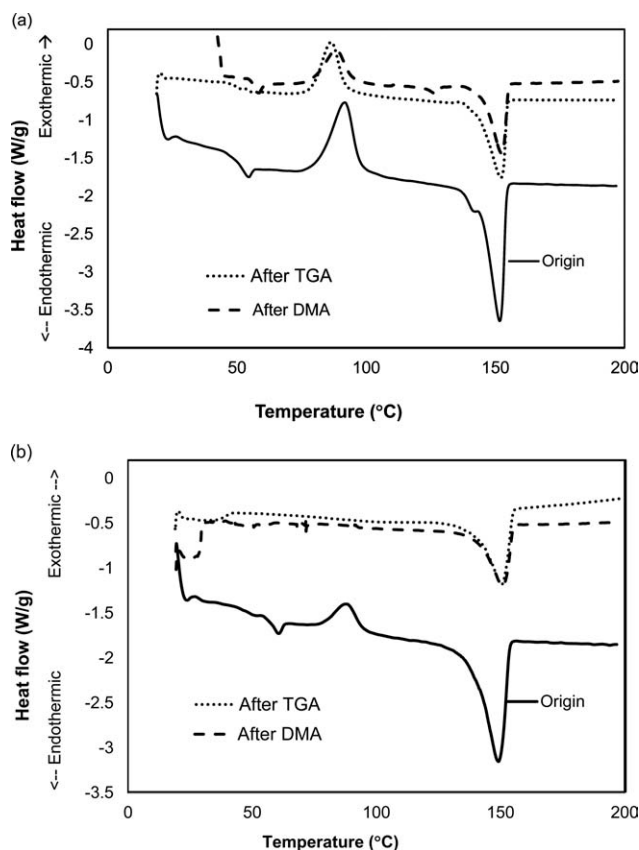 (a)
Exothermic →
<-- Endothermic
Heat flow (W/g)
0
-0.5
-1
-1.5
-2
-2.5
-3
-3.5
-4
After TGA
After DMA
Origin
0
50
100
150
200
Temperature (°C)
(b)
Exothermic -->
<-- Endothermic
Heat flow (W/g)
0
-0.5
-1
-1.5
-2
-2.5
-3
-3.5
After TGA
After DMA
Origin
0
50
100
150
200
Temperature (°C)